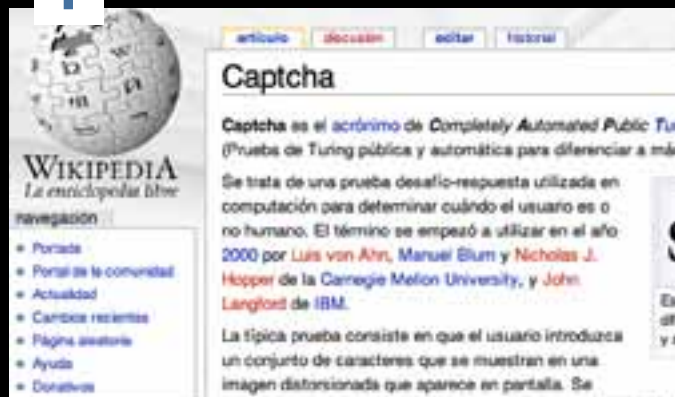 artículo discusión editar historial
Captcha
Captcha es el acrónimo de Completely Automated Public
(Prueba de Turing pública y automática para diferenciar a
Se trata de una prueba desafío-respuesta utilizada en
computación para determinar cuándo el usuario es o
no humano. El término se empezó a utilizar en el año
2000 por Luis von Ahn, Manuel Blum y Nicholas J.
Hopper de la Carnegie Mellon University, y John
Langford de IBM.
La típica prueba consiste en que el usuario introduzca
un conjunto de caracteres que se muestran en una
imagen distorsionada que aparece en pantalla. Se
WIKIPEDIA
La enciclopedia libre
navegación
Portada
Portal de la comunidad
Actualidad
Cambios recientes
Página aleatoria
Ayuda
Donativos